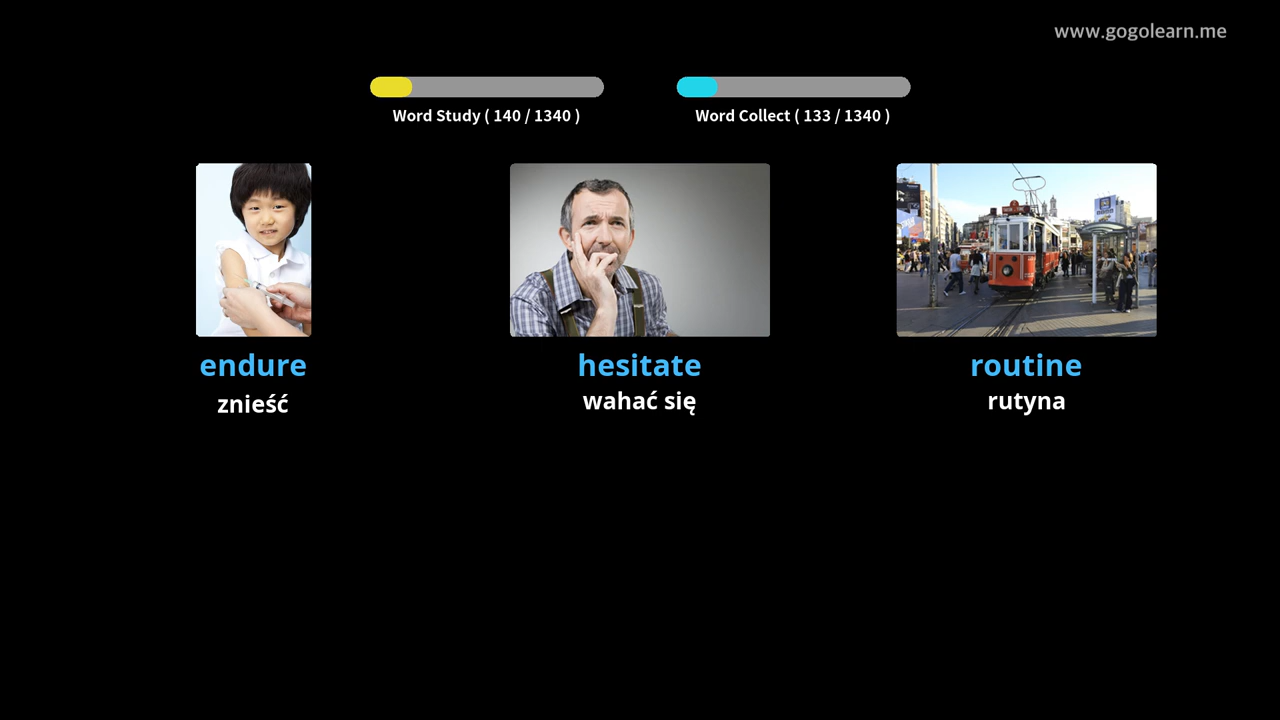 www.gogolearn.me
Word Study ( 140 / 1340 )
Word Collect ( 133 / 1340 )
endure
znieść
hesitate
wahać się
routine
rutyna